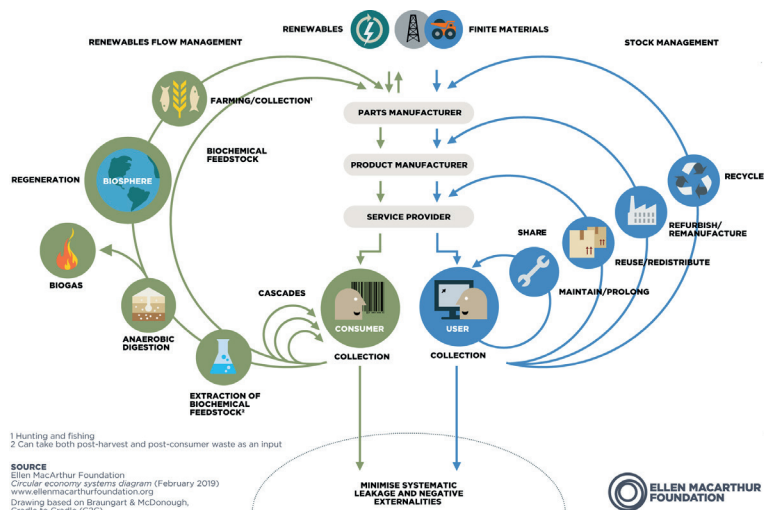 RENEWABLES
FINITE MATERIALS
RENEWABLES FLOW MANAGEMENT
STOCK MANAGEMENT
FARMING/COLLECTION¹
PARTS MANUFACTURER
BIOCHEMICAL
FEEDSTOCK
PRODUCT MANUFACTURER
REGENERATION
BIOSPHERE
RECYCLE
SERVICE PROVIDER
SHARE
REFURBISH/
REMANUFACTURE
REUSE/REDISTRIBUTE
BIOGAS
CASCADES
MAINTAIN/PROLONG
CONSUMER
USER
ANAEROBIC
DIGESTION
COLLECTION
COLLECTION
EXTRACTION OF
BIOCHEMICAL
FEEDSTOCK²
1 Hunting and fishing
2 Can take both post-harvest and post-consumer waste as an input
SOURCE
Ellen MacArthur Foundation
Circular economy systems diagram (February 2019)
www.ellenmacarthurfoundation.org
Drawing based on Braungart & McDonough,
Cradle to Cradle (C2C)
MINIMISE SYSTEMATIC
LEAKAGE AND NEGATIVE
EXTERNALITIES
ELLEN MACARTHUR
FOUNDATION